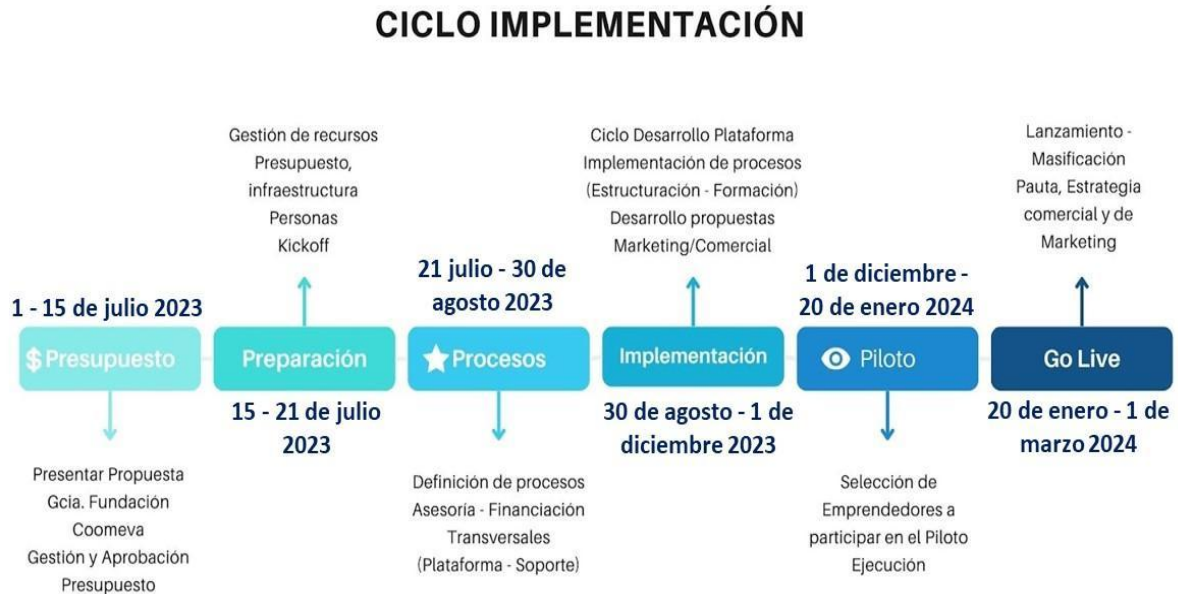 CICLO IMPLEMENTACIÓN
1 - 15 de julio 2023
$ Presupuesto
Presentar Propuesta
Gcia. Fundación
Coomeva
Gestión y Aprobación
Presupuesto
Gestión de recursos
Presupuesto,
infraestructura
Personas
Kickoff
Preparación
15 - 21 de julio
2023
21 julio - 30 de
agosto 2023
Procesos
Definición de procesos
Asesoría - Financiación
Transversales
(Plataforma - Soporte)
Ciclo Desarrollo Plataforma
Implementación de procesos
(Estructuración - Formación)
Desarrollo propuestas
Marketing/Comercial
Implementación
30 de agosto - 1 de
diciembre 2023
1 de diciembre -
20 de enero 2024
Piloto
Selección de
Emprendedores a
participar en el Piloto
Ejecución
Lanzamiento -
Masificación
Pauta, Estrategia
comercial y de
Marketing
Go Live
20 de enero - 1 de
marzo 2024